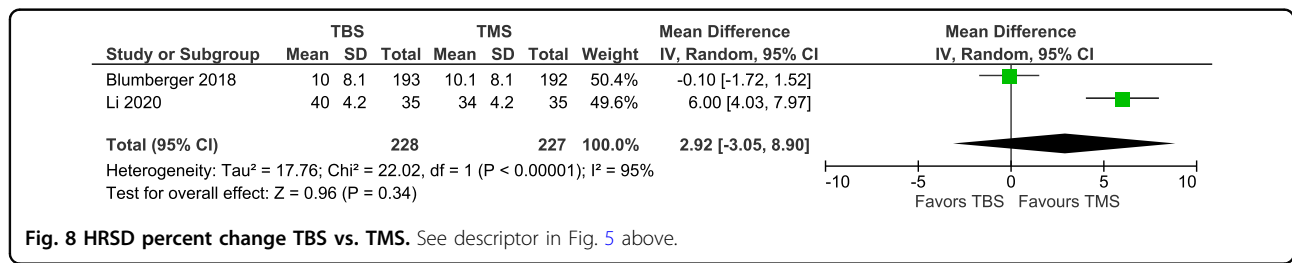 TBS TMS Mean Difference Mean Difference
Study or Subgroup Mean SD Total Mean SD Total Weight IV, Random, 95% CI IV, Random, 95% CI
Blumberger 2018 10 8.1 193 10.1 8.1 192 50.4% -0.10 [-1.72, 1.52]
Li 2020 40 4.2 35 34 4.2 35 49.6% 6.00 [4.03, 7.97]
Total (95% CI) 228 227 100.0% 2.92 [-3.05, 8.90]
Heterogeneity: Tau² = 17.76; Chi² = 22.02, df = 1 (P < 0.00001); I² = 95%
Test for overall effect: Z = 0.96 (P = 0.34)
-10 -5 0 5 10
Favors TBS Favours TMS
Fig. 8 HRSD percent change TBS vs. TMS. See descriptor in Fig. 5 above.